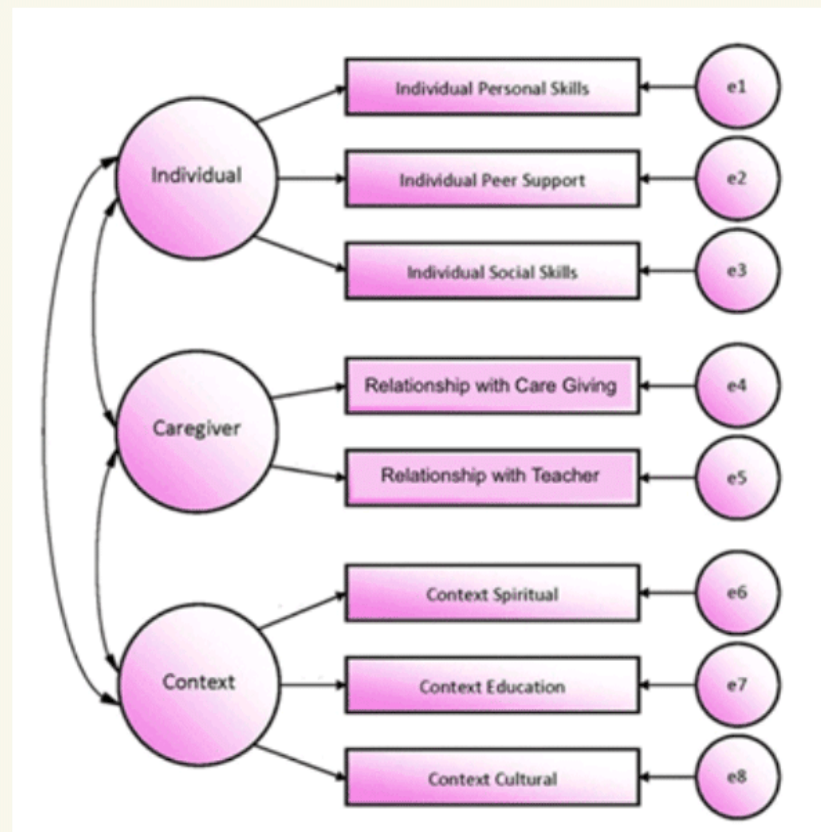 Individual
Individual Personal Skills
e1
Individual Peer Support
e2
Individual Social Skills
e3
Caregiver
Relationship with Care Giving
e4
Relationship with Teacher
e5
Context
Context Spiritual
e6
Context Education
e7
Context Cultural
e8